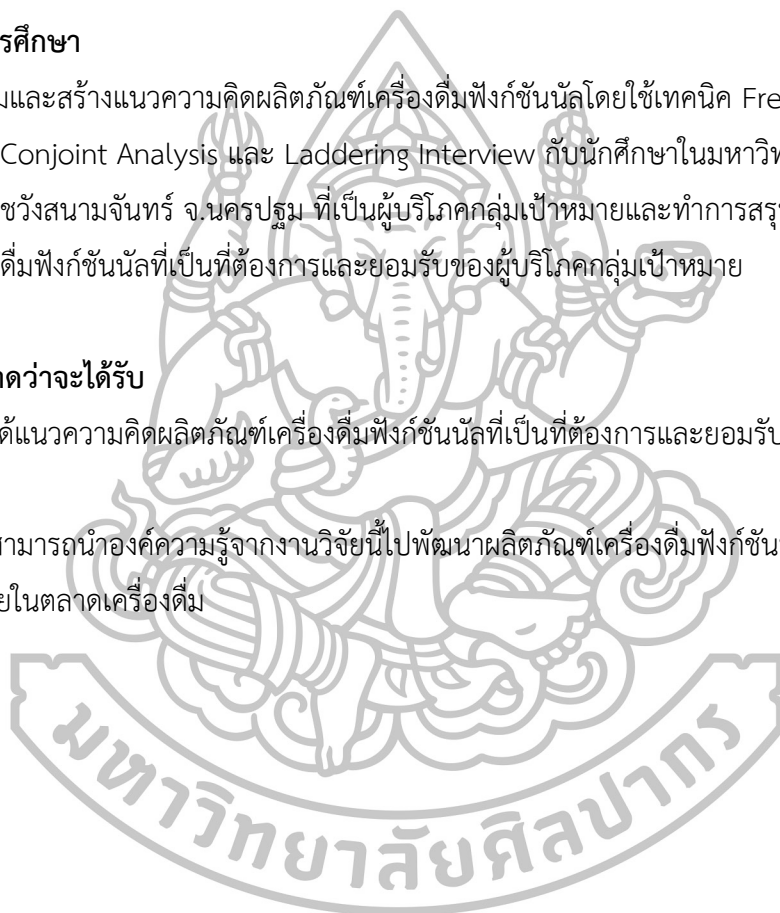 รศึกษา
มและสร้างแนวความคิดผลิตภัณฑ์เครื่องดื่มฟังก์ชันนัลโดยใช้เทคนิค Fre
Conjoint Analysis และ Laddering Interview กับนักศึกษาในมหาวิท
ชวังสนามจันทร์ จ.นครปฐม ที่เป็นผู้บริโภคกลุ่มเป้าหมายและทำการสรุ
ดื่มฟังก์ชันนัลที่เป็นที่ต้องการและยอมรับของผู้บริโภคกลุ่มเป้าหมาย
าดว่าจะได้รับ
ด้แนวความคิดผลิตภัณฑ์เครื่องดื่มฟังก์ชันนัลที่เป็นที่ต้องการและยอมรับ
สามารถนำองค์ความรู้จากงานวิจัยนี้ไปพัฒนาผลิตภัณฑ์เครื่องดื่มฟังก์ชัน
ยในตลาดเครื่องดื่ม
มหาวิทยาลัยศิลปากร